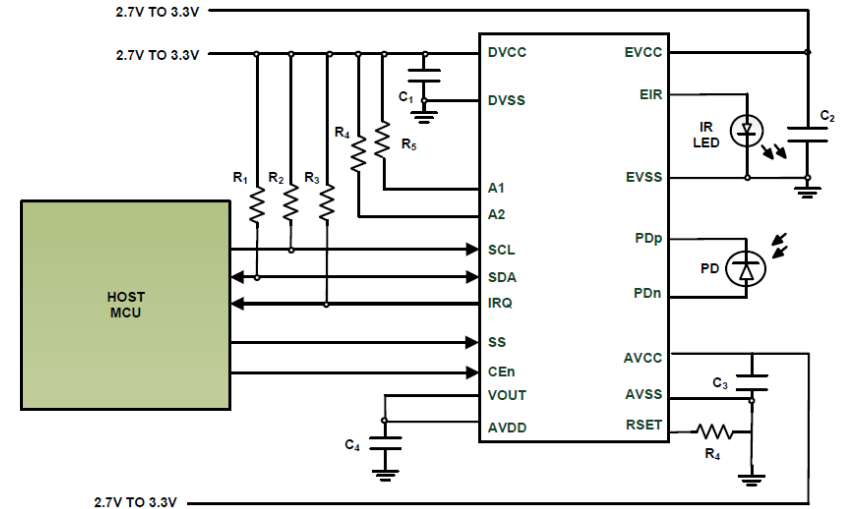 2.7V TO 3.3V
2.7V TO 3.3V
DVCC
EVCC
C1
DVSS
EIR
R4
R5
IR
LED
C2
R1
R2
R3
A1
EVSS
A2
PDp
SCL
PD
SDA
PDn
HOST
MCU
IRQ
SS
AVCC
CEn
C3
VOUT
AVSS
C4
AVDD
RSET
R4
2.7V TO 3.3V